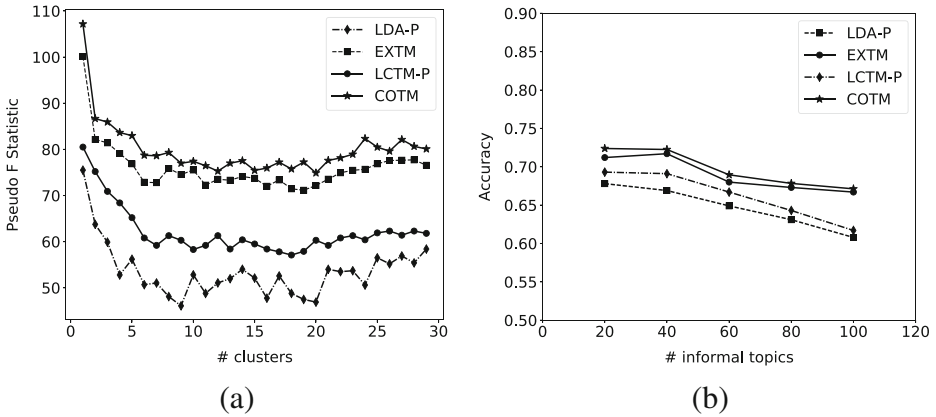 110
100
90
80
70
60
50
0
5
10
15
20
25
30
Pseudo F Statistic
# clusters
LDA-P
EXTM
LCTM-P
COTM
(a)
0.90
0.85
0.80
0.75
0.70
0.65
0.60
0.55
0.50
0
20
40
60
80
100
120
Accuracy
# informal topics
LDA-P
EXTM
LCTM-P
COTM
(b)